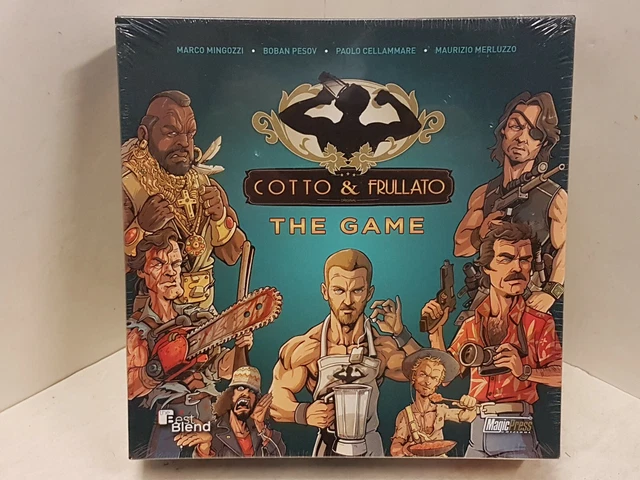 MARCO MINGOZZI • BOBAN PESOV • PAOLO CELLAMMARE • MAURIZIO MERLUZZO
COTTO & FRULLATO
THE GAME
Best
Blend
MagicPress